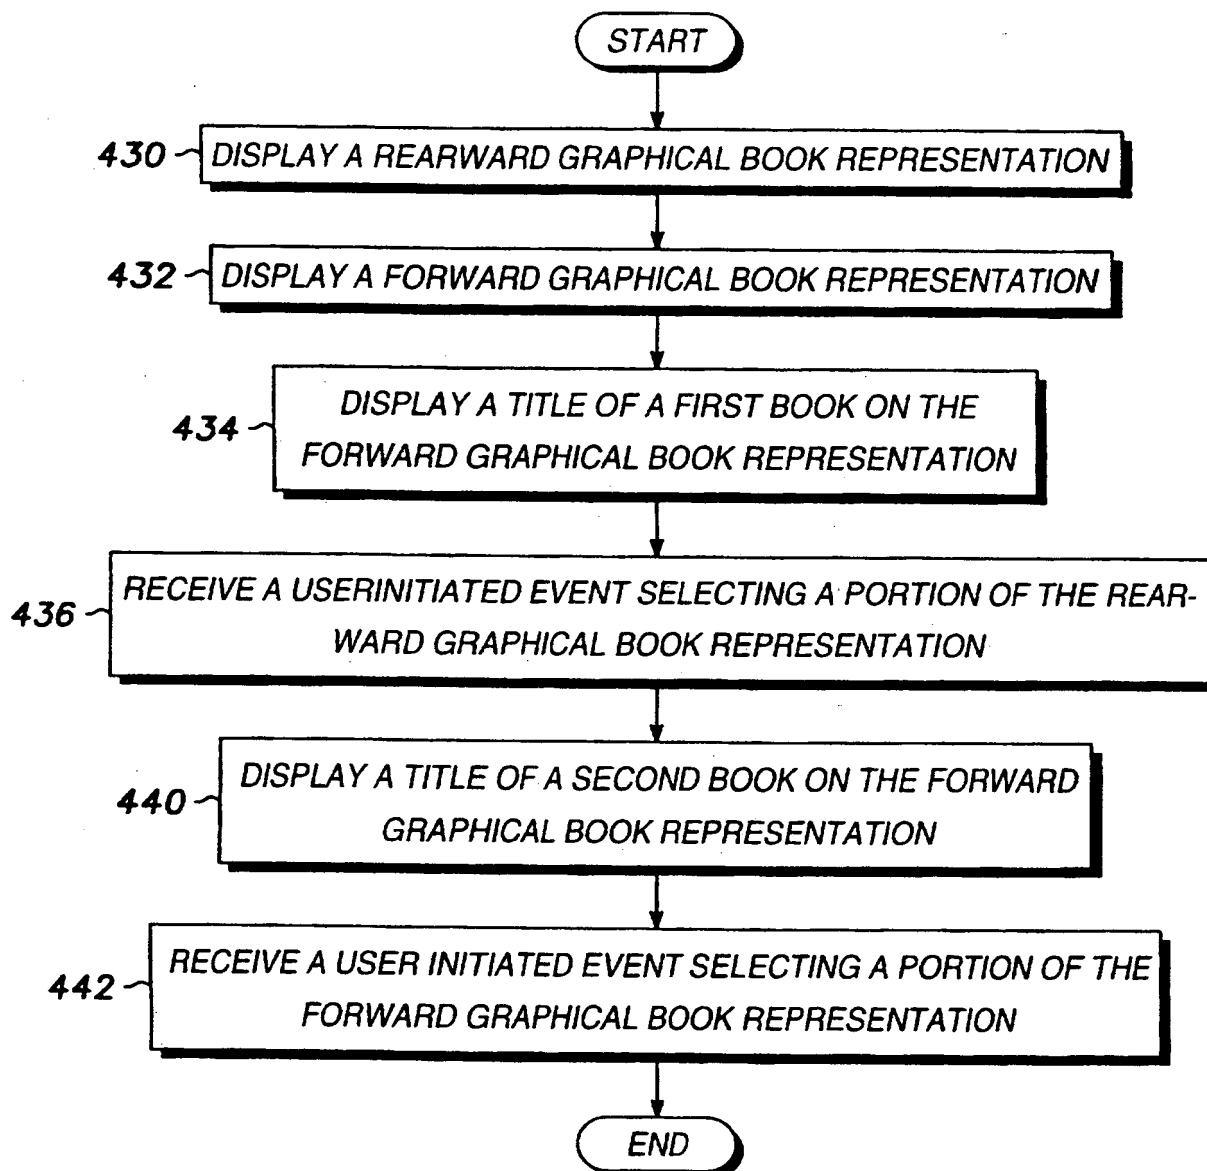 START
430 DISPLAY A REARWARD GRAPHICAL BOOK REPRESENTATION
432 DISPLAY A FORWARD GRAPHICAL BOOK REPRESENTATION
434 DISPLAY A TITLE OF A FIRST BOOK ON THE
FORWARD GRAPHICAL BOOK REPRESENTATION
436 RECEIVE A USERINITIATED EVENT SELECTING A PORTION OF THE REAR-
WARD GRAPHICAL BOOK REPRESENTATION
440 DISPLAY A TITLE OF A SECOND BOOK ON THE FORWARD
GRAPHICAL BOOK REPRESENTATION
442 RECEIVE A USER INITIATED EVENT SELECTING A PORTION OF THE
FORWARD GRAPHICAL BOOK REPRESENTATION
END